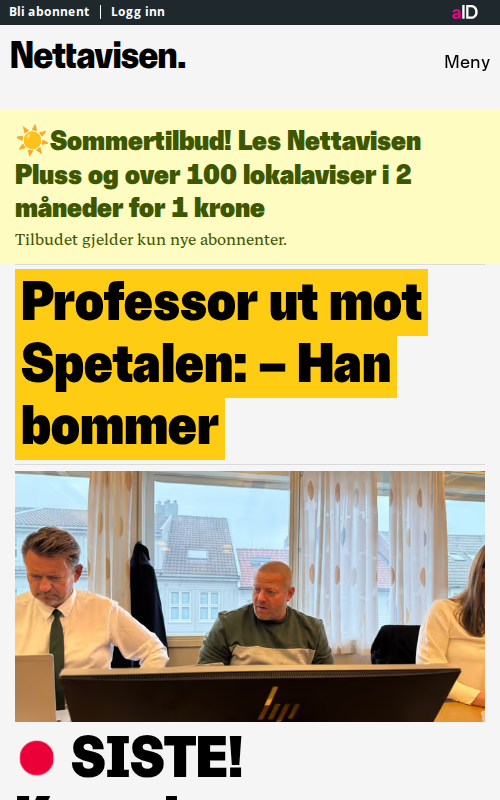 Bli abonnent | Logg inn
aID
Nettavisen.
Meny
☀️Sommertilbud! Les Nettavisen
Pluss og over 100 lokalaviser i 2
måneder for 1 krone
Tilbudet gjelder kun nye abonnenter.
Professor ut mot
Spetalen: – Han
bommer
SISTE!